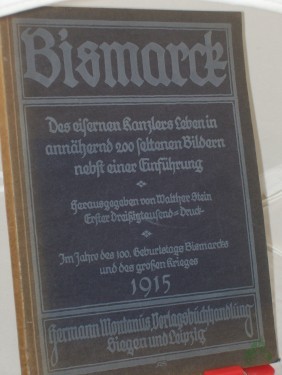 Bismarck
Des eisernen Kanzlers Leben in
annähernd 200 seltenen Bildern
nebst einer Einführung
Herausgegeben von Walther Stein
Erster Dreißigtausend=Druck
Im Jahre des 100. Geburtstags Bismarcks
und des großen Krieges
1915
Hermann Montanus, Verlagsbuchhandlung
Siegen und Leipzig